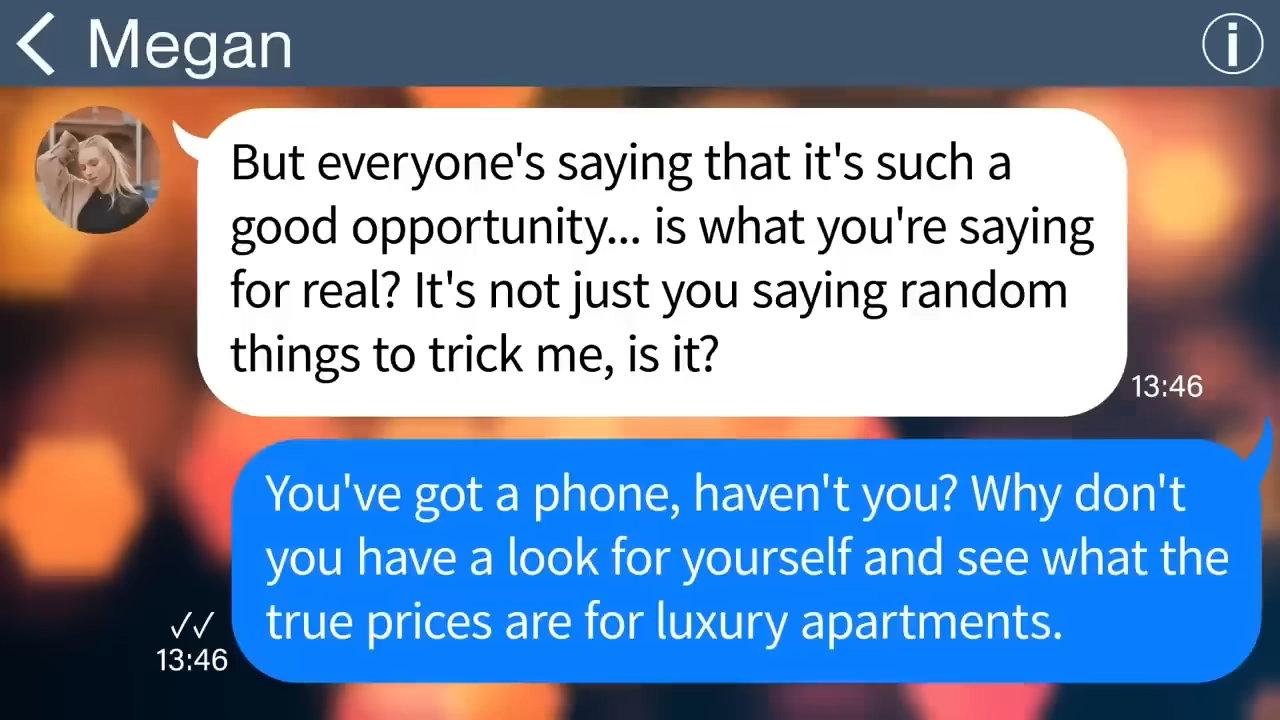 Megan
But everyone's saying that it's such a
good opportunity... is what you're saying
for real? It's not just you saying random
things to trick me, is it?
13:46
You've got a phone, haven't you? Why don't
you have a look for yourself and see what the
true prices are for luxury apartments.
13:46